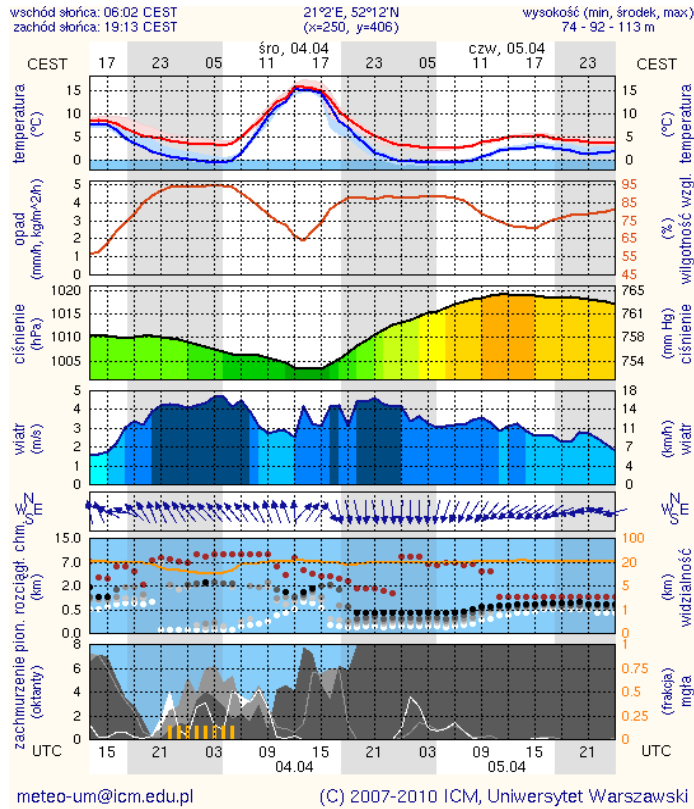 wschód słońca: 06:02 CEST 21°2'E, 52°12'N wysokość (min, środek, max)
zachód słońca: 19:13 CEST (x=250, y=406) 74 - 92 - 113 m
śro, 04.04 czw, 05.04
CEST 17 23 05 11 17 23 05 11 17 23 CEST
temperatura (°C) 15 10 5 0 15 10 5 0 temperatura (°C)
opad (mm/h, kg/m^2/h) 5 4 3 2 1 0 95 85 75 65 55 45 (%) wilgotność wzgl.
ciśnienie (hPa) 1020 1015 1010 1005 765 761 758 754 (mm Hg) ciśnienie
wiatr (m/s) 5 4 3 2 1 0 18 14 11 7 4 0 (km/h) wiatr
N W E S N W E S
pion. rozciągł. chm. (km) 15.0 7.0 2.0 0.5 0.0 100 20 5 1 0 (km) widzialność
zachmurzenie (oktanty) 8 6 4 2 0 1 0.75 0.5 0.25 0 (frakcja) mgła
UTC 15 21 03 09 15 21 03 09 15 21 UTC
04.04 05.04
meteo-um@icm.edu.pl (C) 2007-2010 ICM, Uniwersytet Warszawski